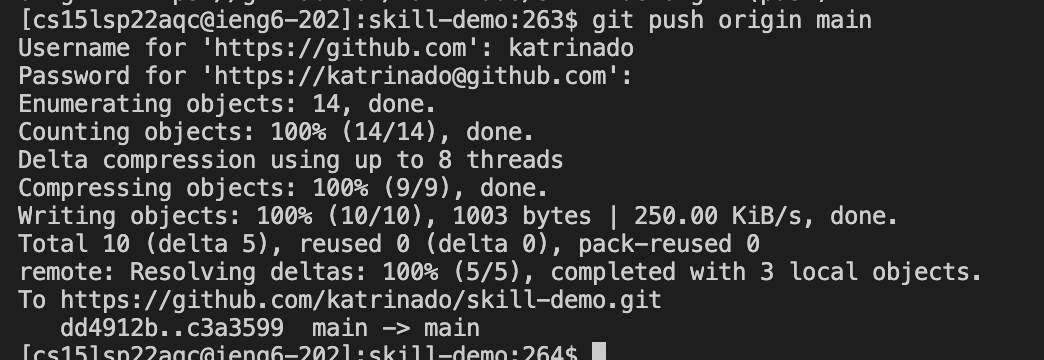 [cs15lsp22aqc@ieng6-202]:skill-demo:263$ git push origin main
Username for 'https://github.com': katrinado
Password for 'https://katrinado@github.com':
Enumerating objects: 14, done.
Counting objects: 100% (14/14), done.
Delta compression using up to 8 threads
Compressing objects: 100% (9/9), done.
Writing objects: 100% (10/10), 1003 bytes | 250.00 KiB/s, done.
Total 10 (delta 5), reused 0 (delta 0), pack-reused 0
remote: Resolving deltas: 100% (5/5), completed with 3 local objects.
To https://github.com/katrinado/skill-demo.git
   dd4912b..c3a3599  main -> main
[cs15lsp22aqc@ieng6-202]:skill-demo:264$